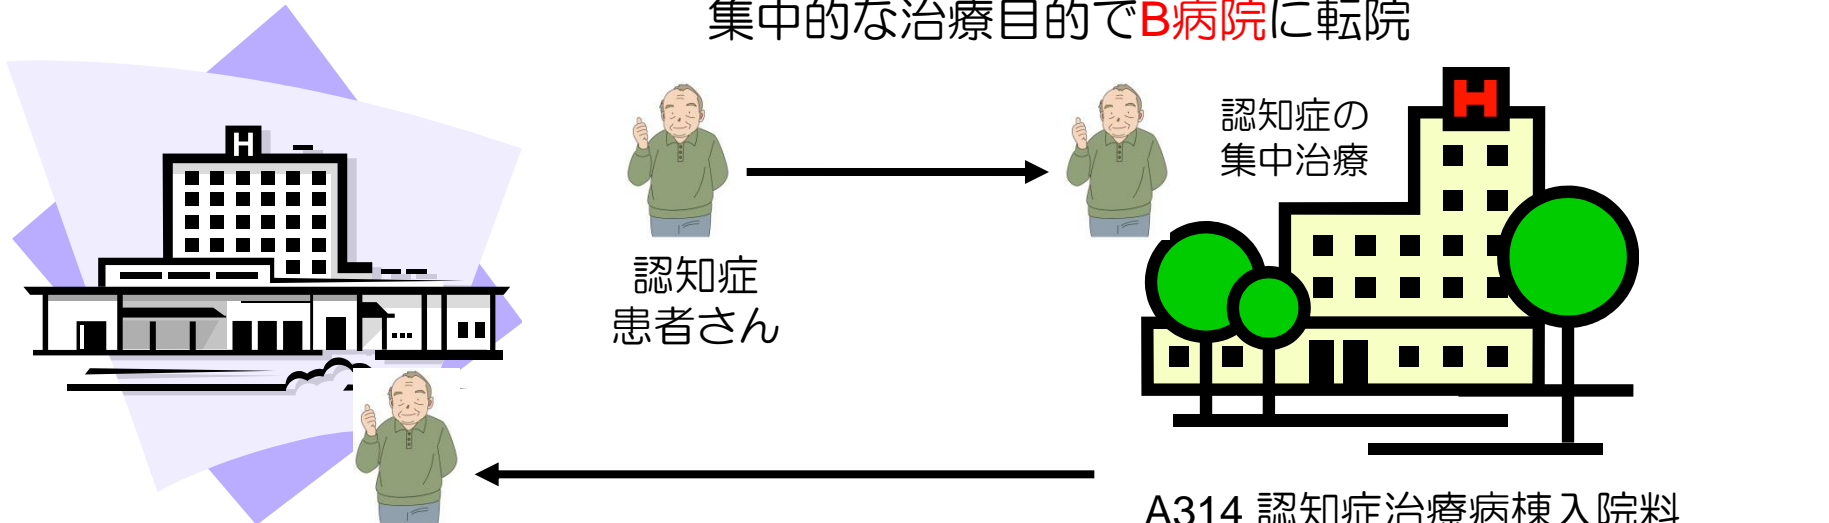 集中的な治療目的でB病院に転院
H
認知症の
集中治療
H
認知症
患者さん
A314 認知症治療病棟入院料